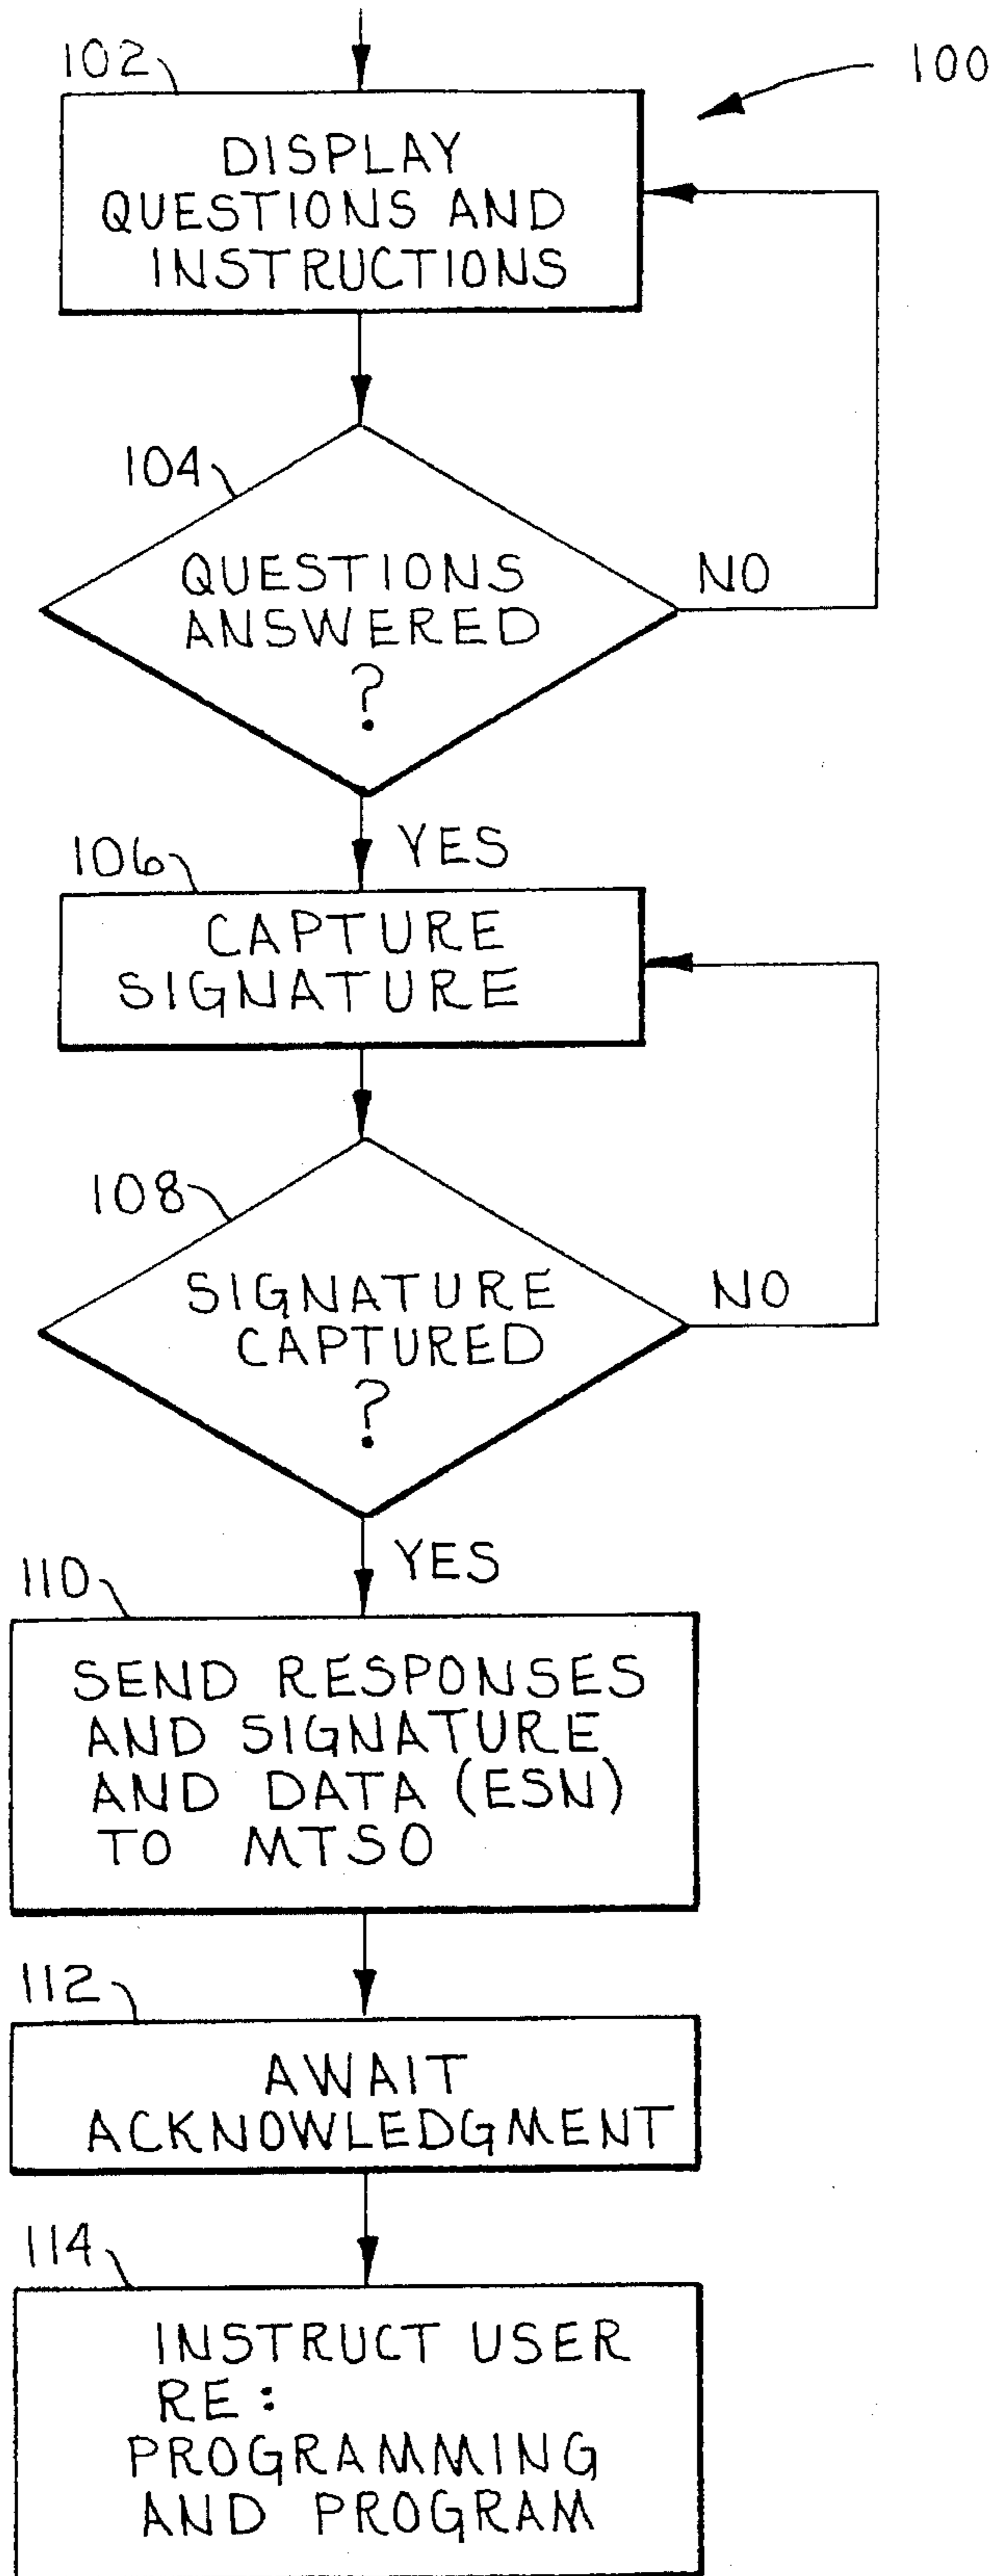 102
100
DISPLAY
QUESTIONS AND
INSTRUCTIONS
104
QUESTIONS
ANSWERED
?
NO
YES
106
CAPTURE
SIGNATURE
108
SIGNATURE
CAPTURED
?
NO
YES
110
SEND RESPONSES
AND SIGNATURE
AND DATA (ESN)
TO MTSO
112
AWAIT
ACKNOWLEDGMENT
114
INSTRUCT USER
RE:
PROGRAMMING
AND PROGRAM